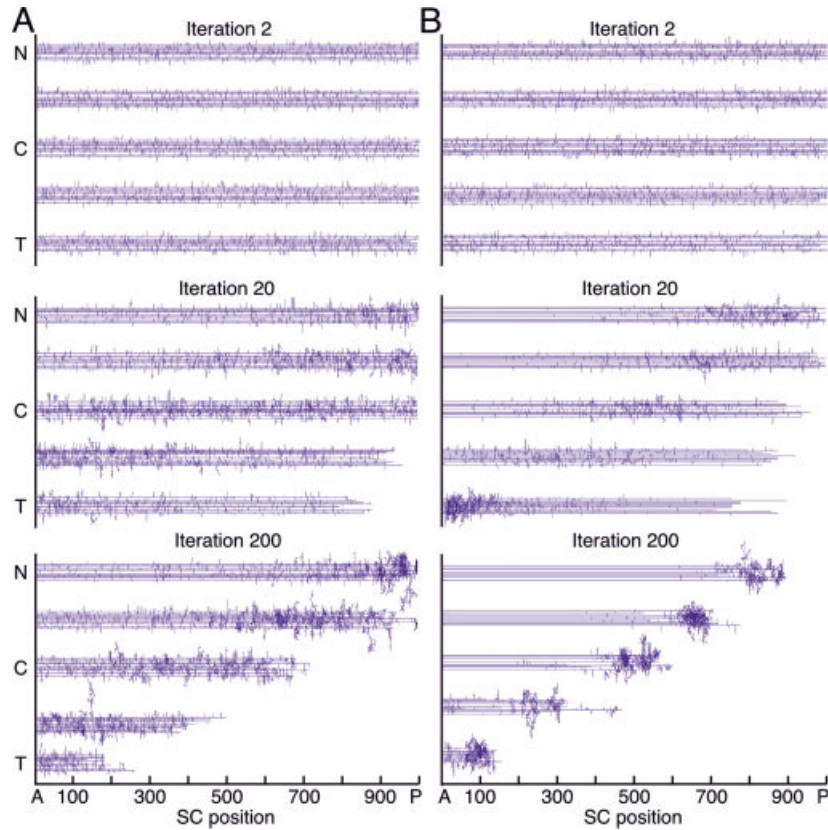 A B
Iteration 2 Iteration 2
N
C
T
Iteration 20 Iteration 20
N
C
T
Iteration 200 Iteration 200
N
C
T
A 100 300 500 700 900 P A 100 300 500 700 900 P
SC position SC position